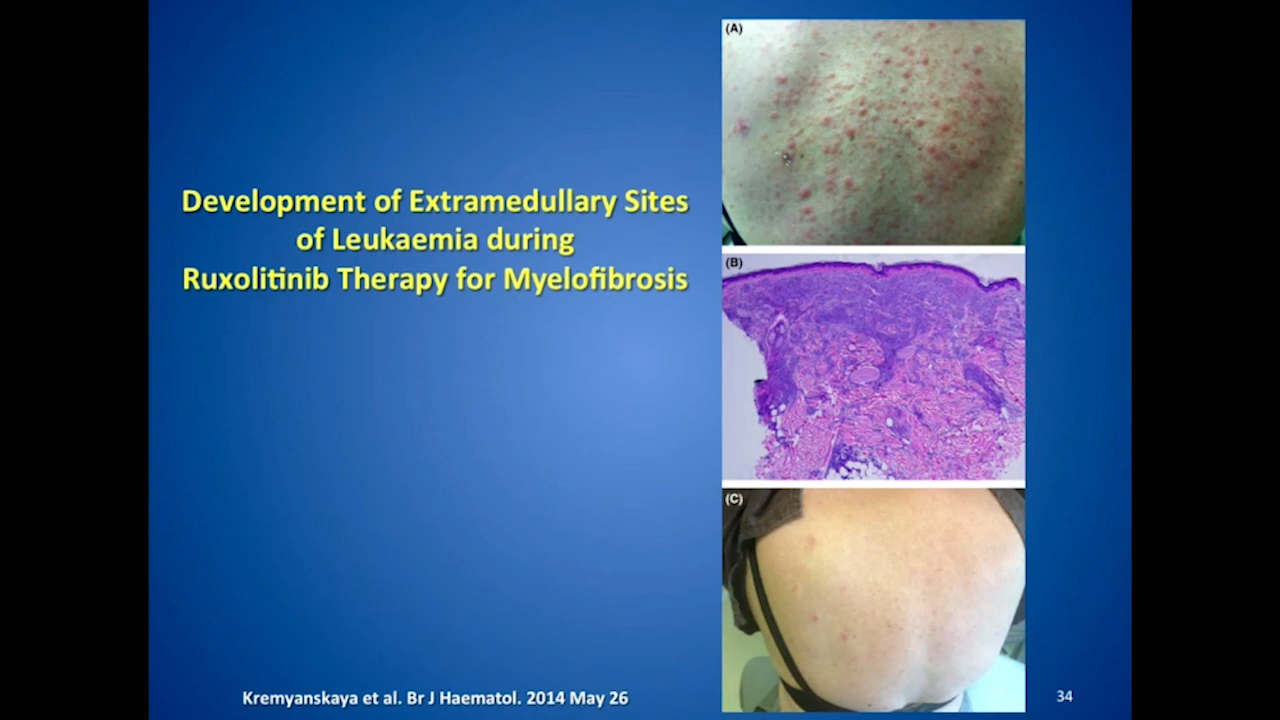 Development of Extramedullary Sites
of Leukaemia during
Ruxolitinib Therapy for Myelofibrosis
(A)
(B)
(C)
Kremyanskaya et al. Br J Haematol. 2014 May 26
34